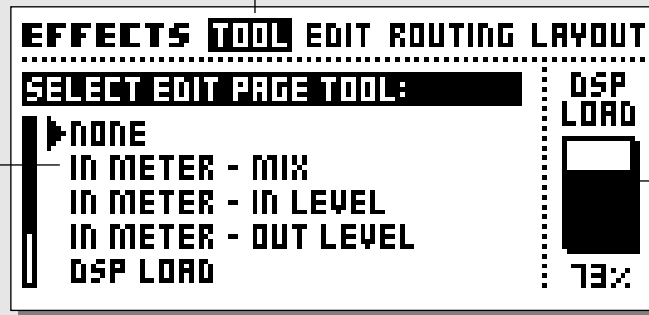 EFFECTS TOOL EDIT ROUTING LAYOUT
SELECT EDIT PAGE TOOL:
NONE
IN METER - MIX
IN METER - IN LEVEL
IN METER - OUT LEVEL
DSP LOAD
DSP
LOAD
73%